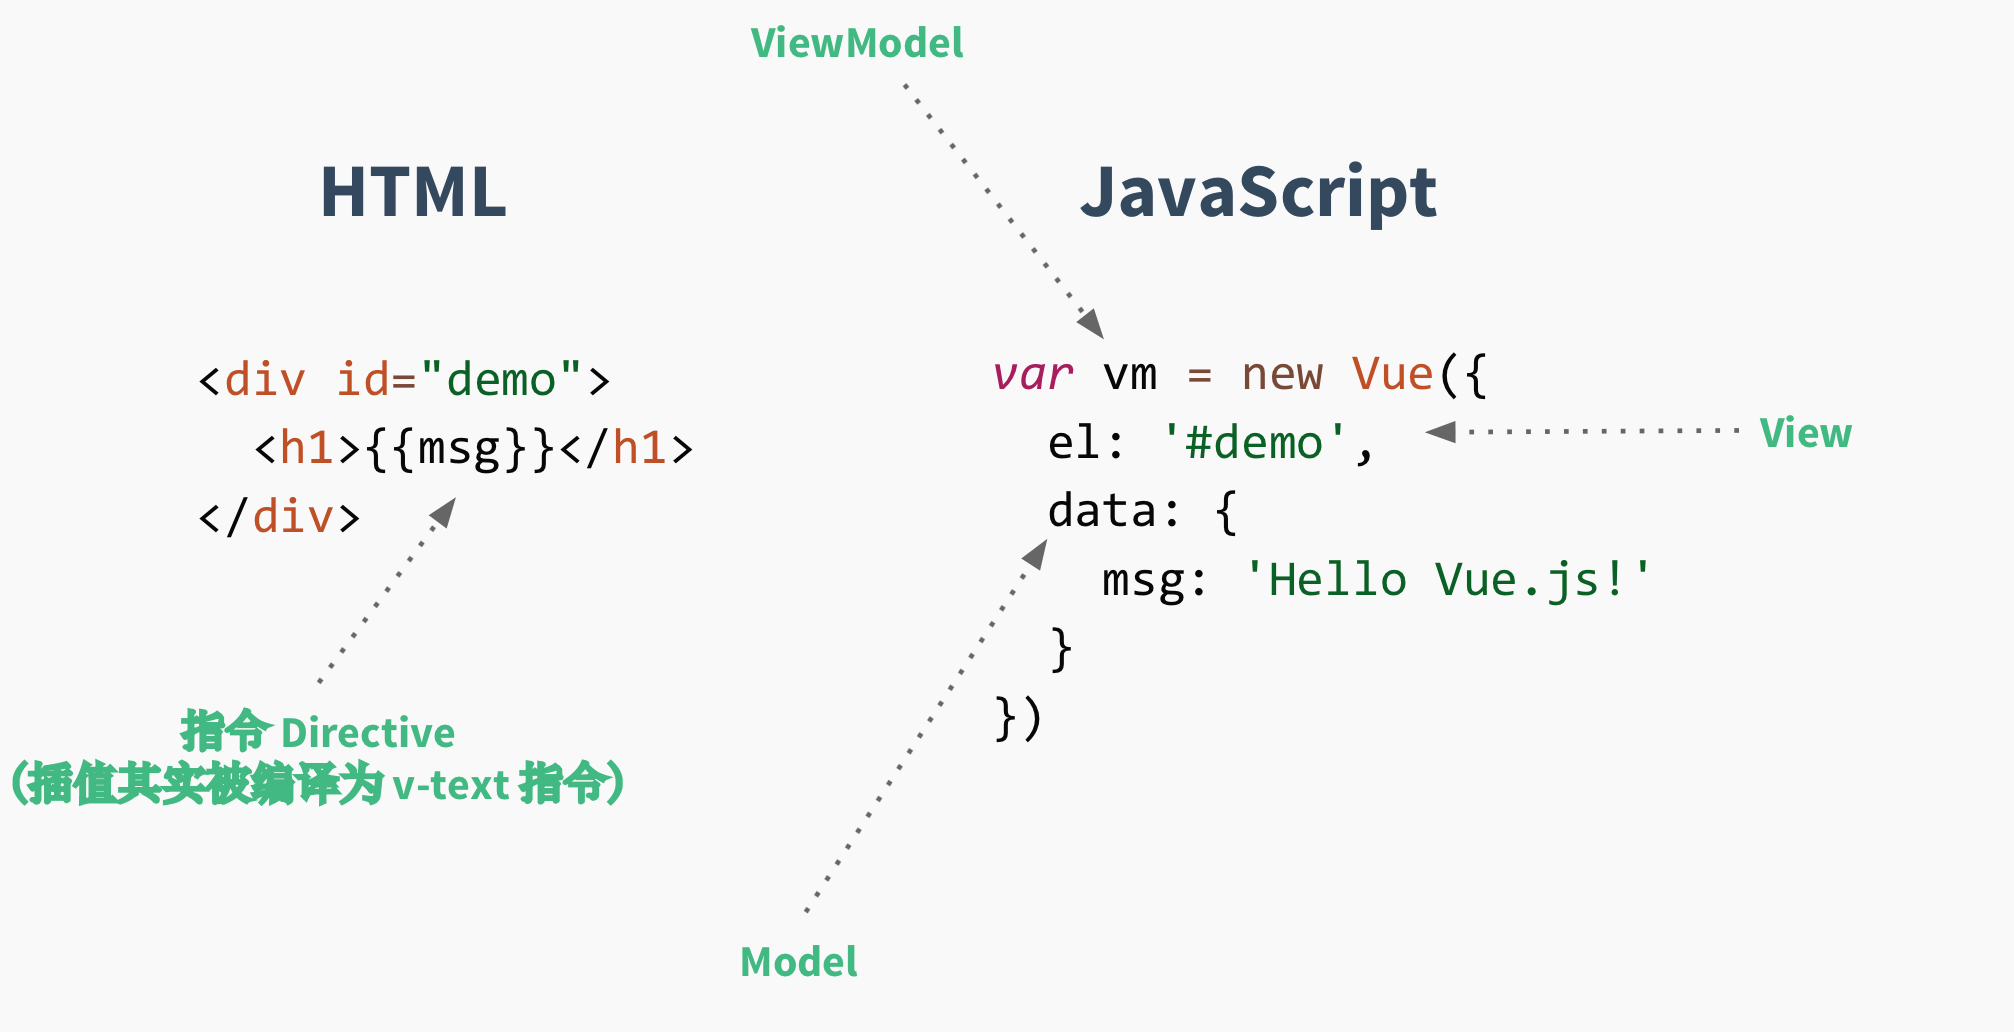 ViewModel
HTML
JavaScript
<div id="demo">
<h1>{{msg}}</h1>
</div>
var vm = new Vue({
el: '#demo',
data: {
msg: 'Hello Vue.js!'
}
})
View
指令 Directive
（插值其实被编译为 v-text 指令）
Model